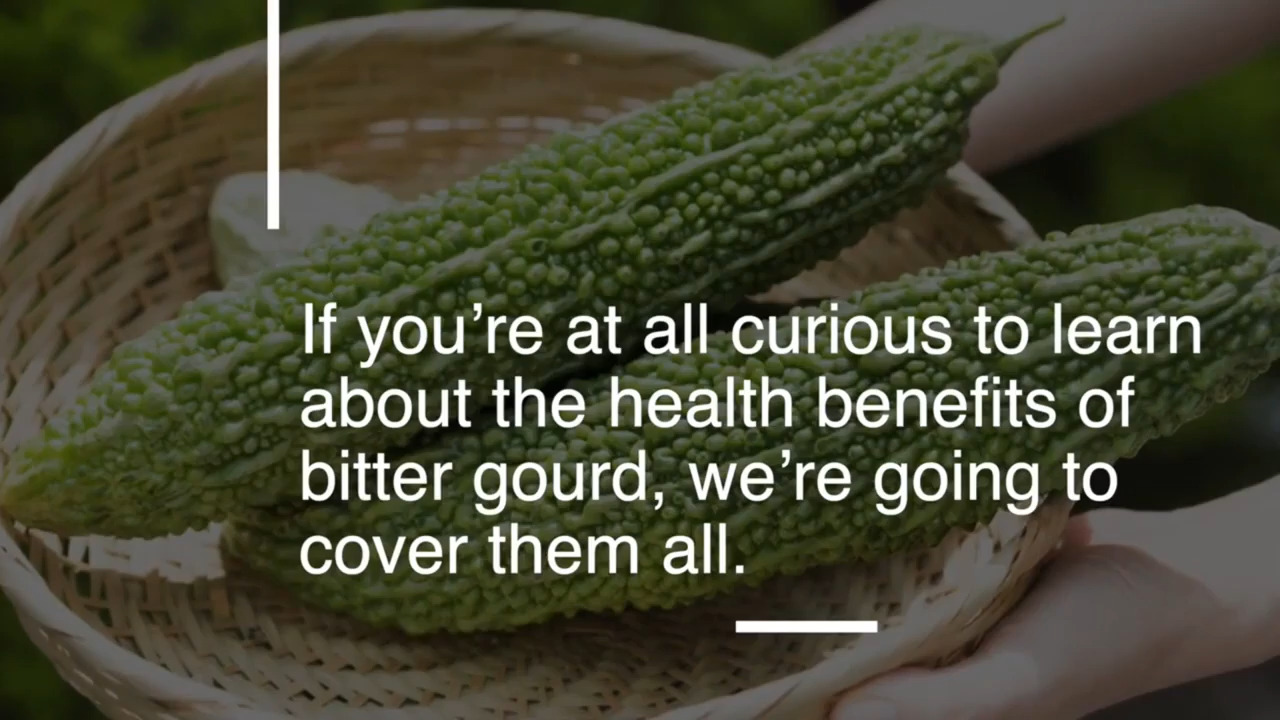 If you’re at all curious to learn
about the health benefits of
bitter gourd, we’re going to
cover them all.